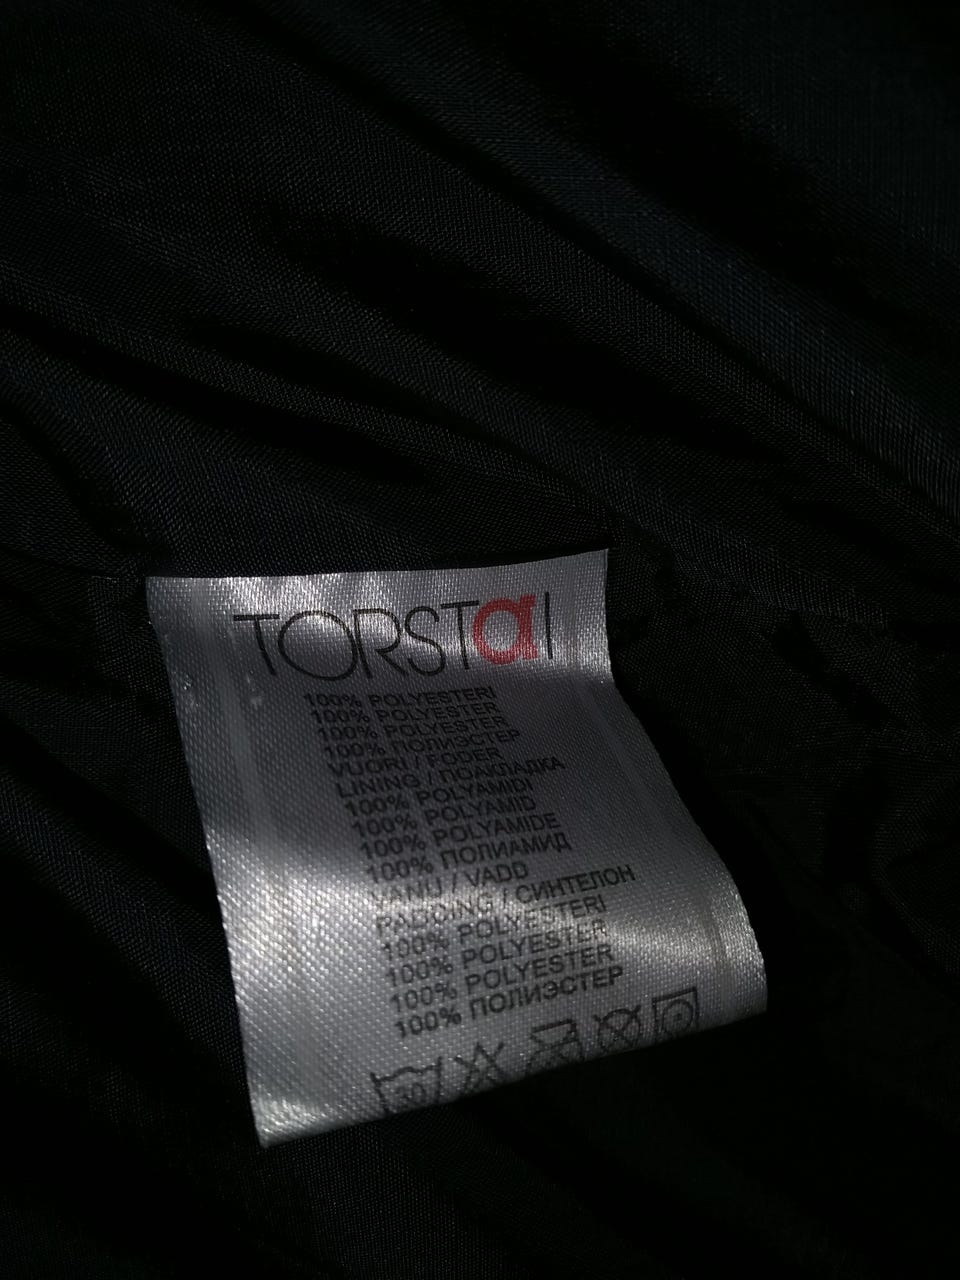 TORSTaI
100% POLYESTERI
100% POLYESTER
100% POLYESTER
100% ПОЛИЭСТЕР
VUORI / FODER
LINING / ПОАКЛАДКА
100% POLYAMIDI
100% POLYAMID
100% POLYAMIDE
100% ПОЛИАМИД
VANU / VADD
PADDING / СИНТЕЛОН
100% POLYESTERI
100% POLYESTER
100% POLYESTER
100% ПОЛИЭСТЕР
30